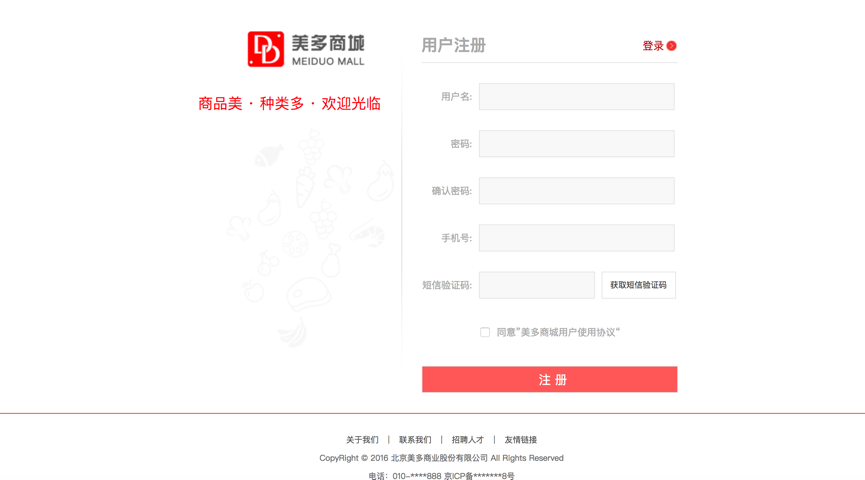 美多商城
MEIDUO MALL
商品美 · 种类多 · 欢迎光临
用户注册
登录
用户名:
密码:
确认密码:
手机号:
短信验证码:
获取短信验证码
同意”美多商城用户使用协议“
注 册
关于我们 | 联系我们 | 招聘人才 | 友情链接
CopyRight © 2016 北京美多商业股份有限公司 All Rights Reserved
电话：010-****888 京ICP备*******8号